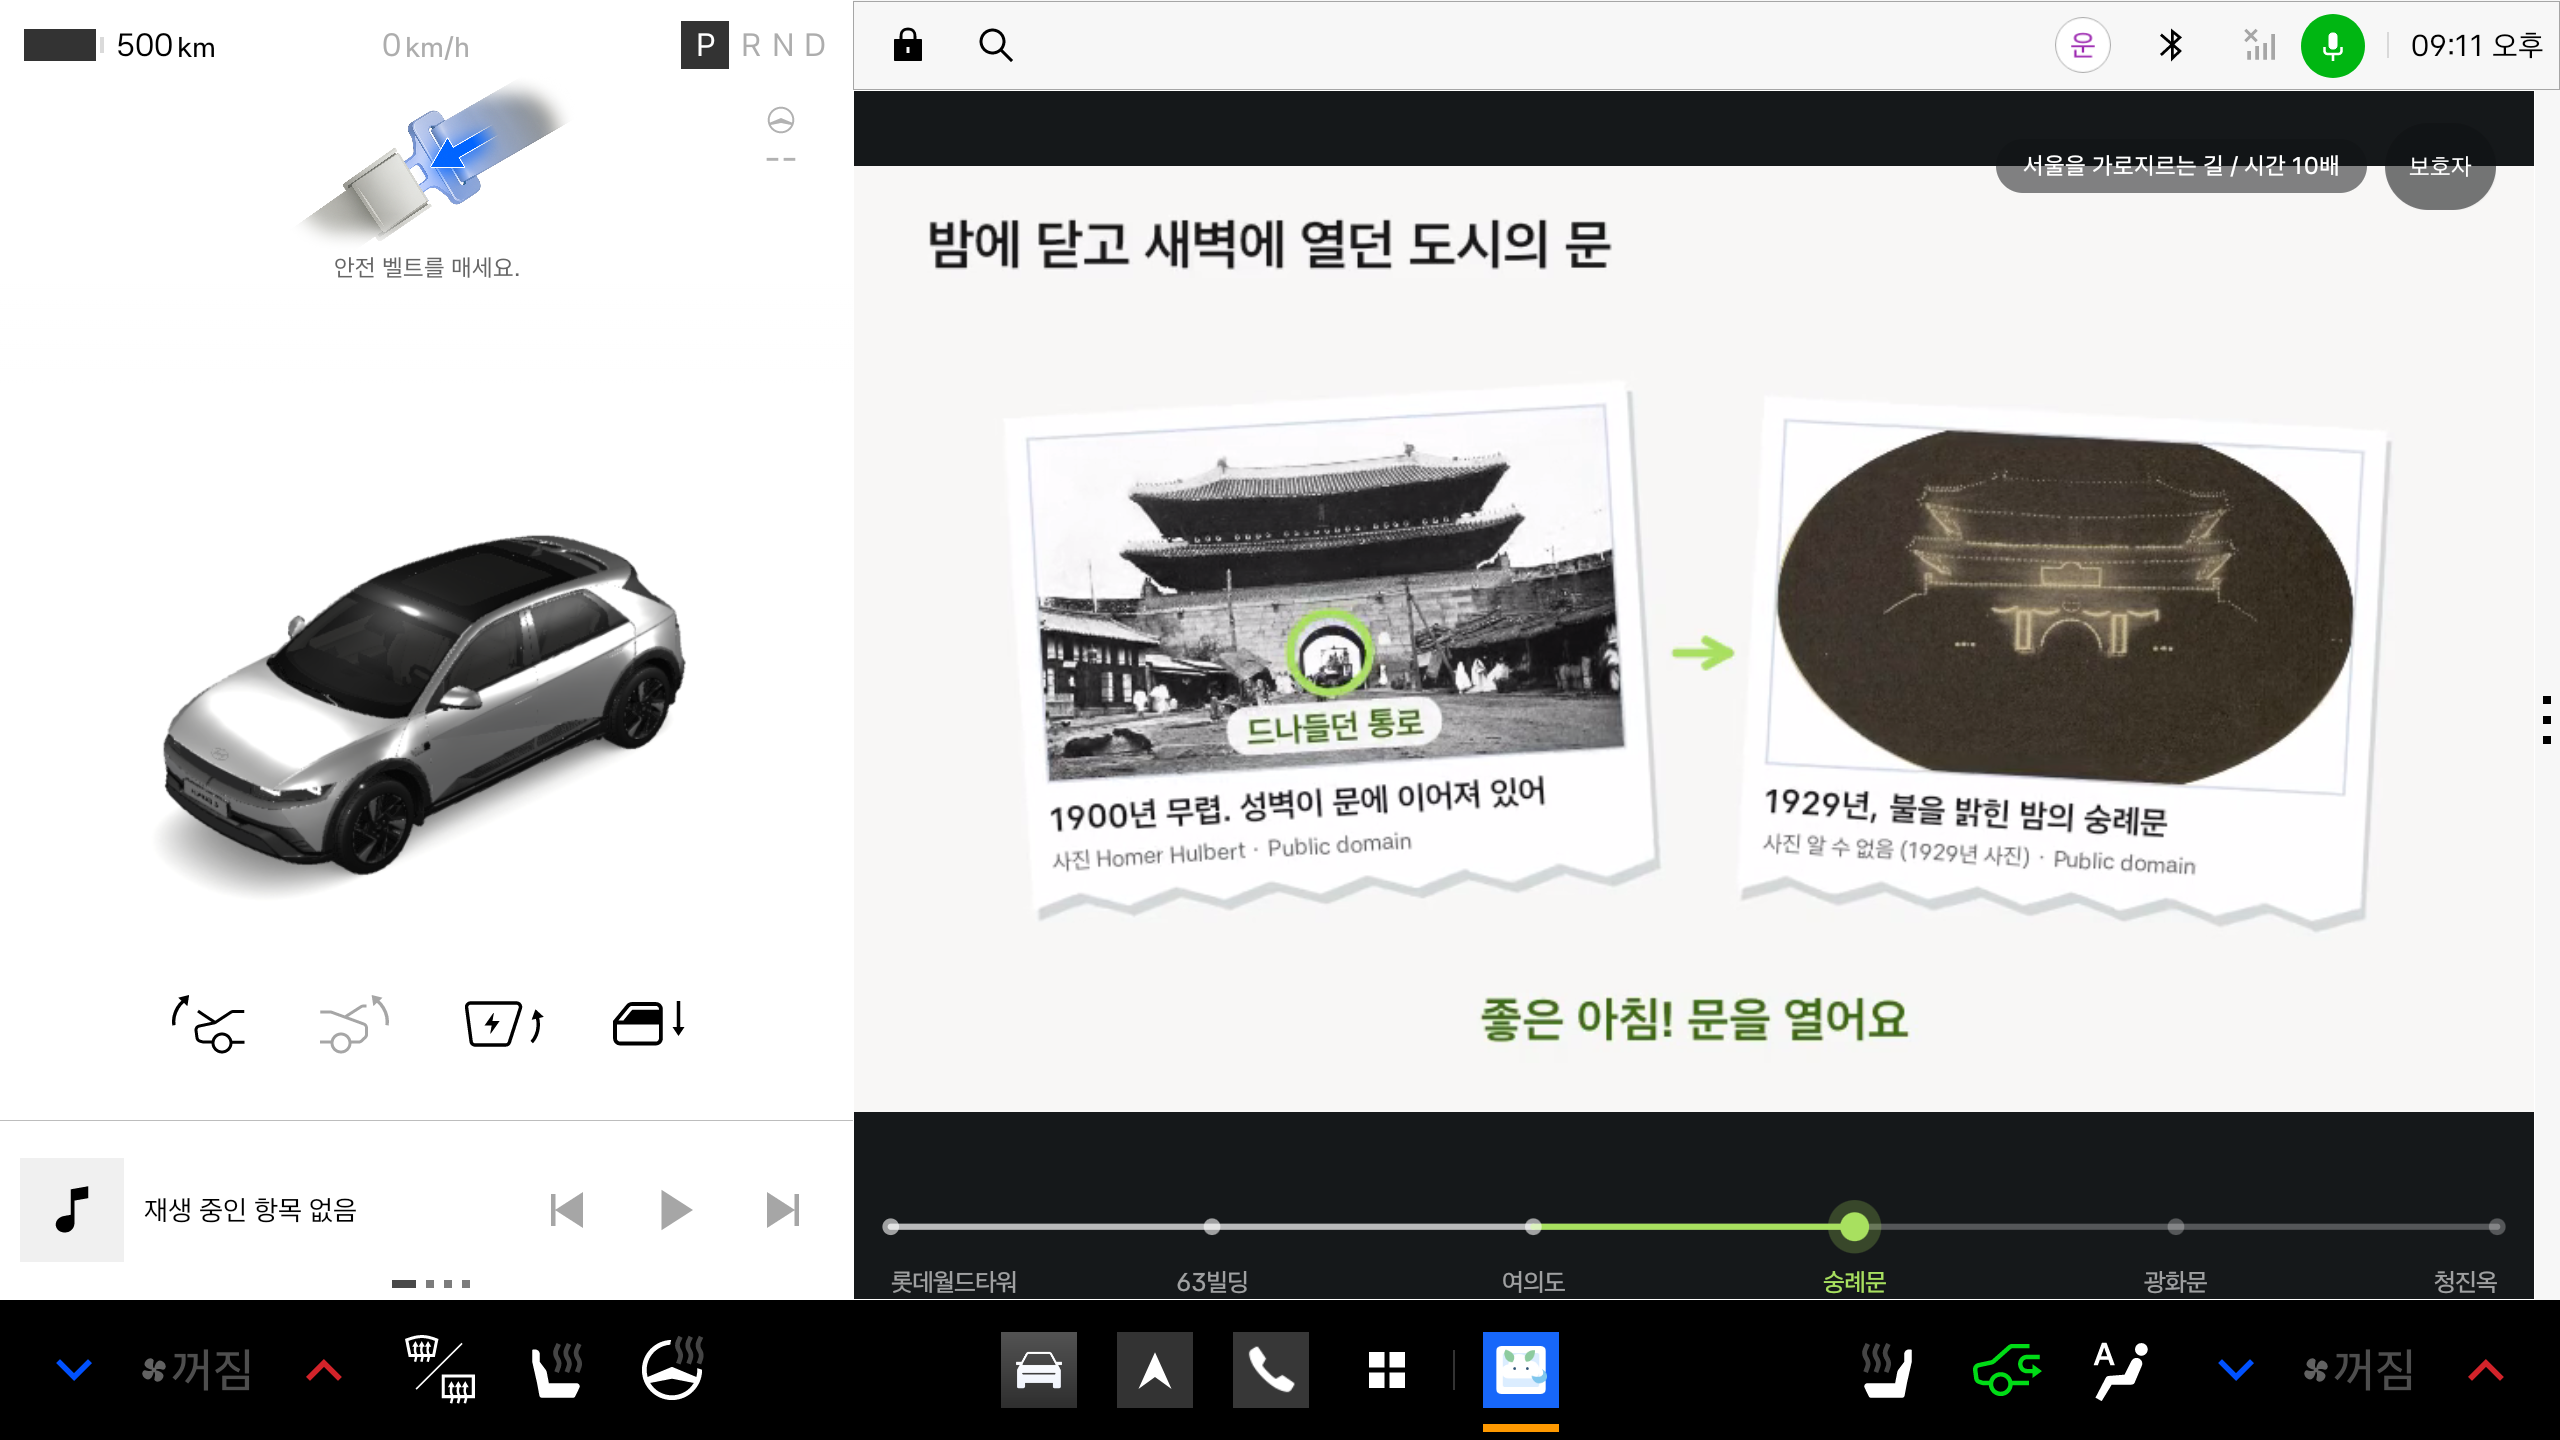 500 km
0 km/h
P R N D
안전 벨트를 매세요.
재생 중인 항목 없음
운
09:11 오후
서울을 가로지르는 길 / 시간 10배
보호자
밤에 닫고 새벽에 열던 도시의 문
드나들던 통로
1900년 무렵. 성벽이 문에 이어져 있어
사진 Homer Hulbert · Public domain
1929년, 불을 밝힌 밤의 숭례문
사진 알 수 없음 (1929년 사진) · Public domain
좋은 아침! 문을 열어요
롯데월드타워
63빌딩
여의도
숭례문
광화문
청진옥
꺼짐
A
꺼짐